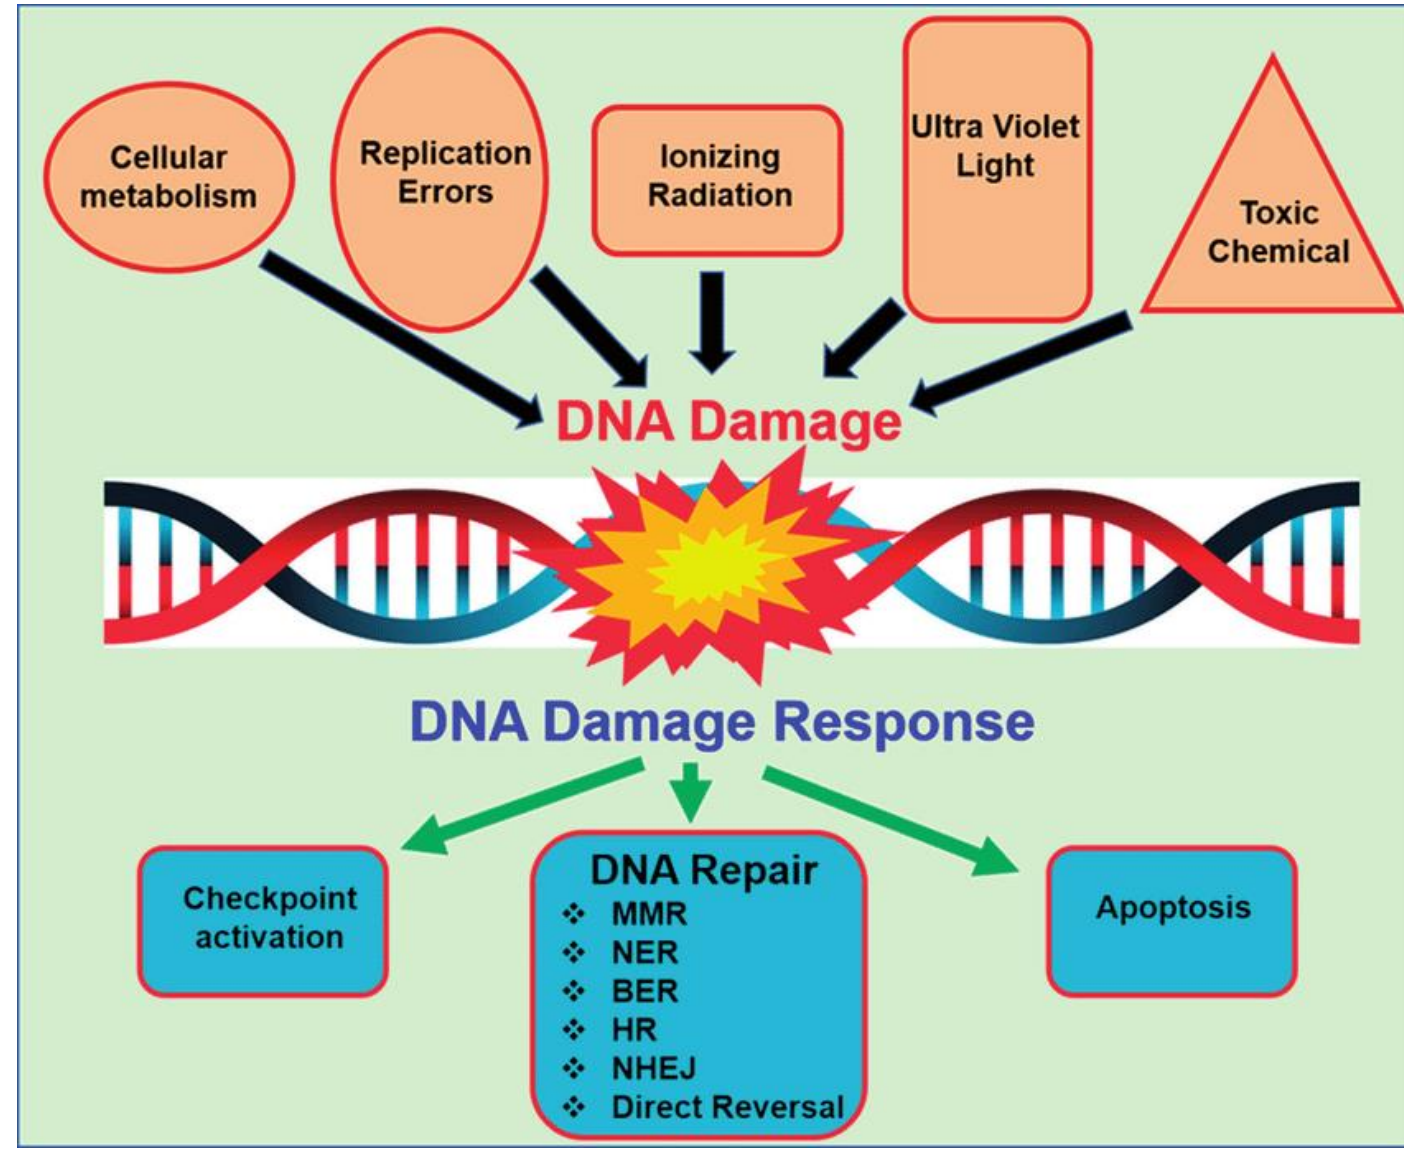 Cellular
metabolism
Replication
Errors
Ionizing
Radiation
Ultra Violet
Light
Toxic
Chemical
DNA Damage
DNA Damage Response
Checkpoint
activation
DNA Repair
MMR
NER
BER
HR
NHEJ
Direct Reversal
Apoptosis